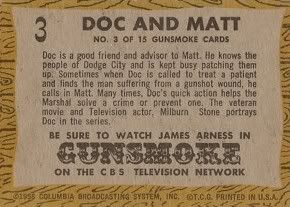 3
DOC AND MATT
NO. 3 OF 15 GUNSMOKE CARDS
Doc is a good friend and advisor to Matt. He knows the
people of Dodge City and is kept busy patching them
up. Sometimes when Doc is called to treat a patient
and finds the man suffering from a gunshot wound, he
calls in Matt. Many times, Doc's quick action helps the
Marshal solve a crime or prevent one. The veteran
movie and Television actor, Milburn Stone portrays
Doc in the series.
BE SURE TO WATCH JAMES ARNESS IN
GUNSMOKE
ON THE CBS TELEVISION NETWORK
©1958 COLUMBIA BROADCASTING SYSTEM, INC. ©T.C.G. PRINTED IN U.S.A.